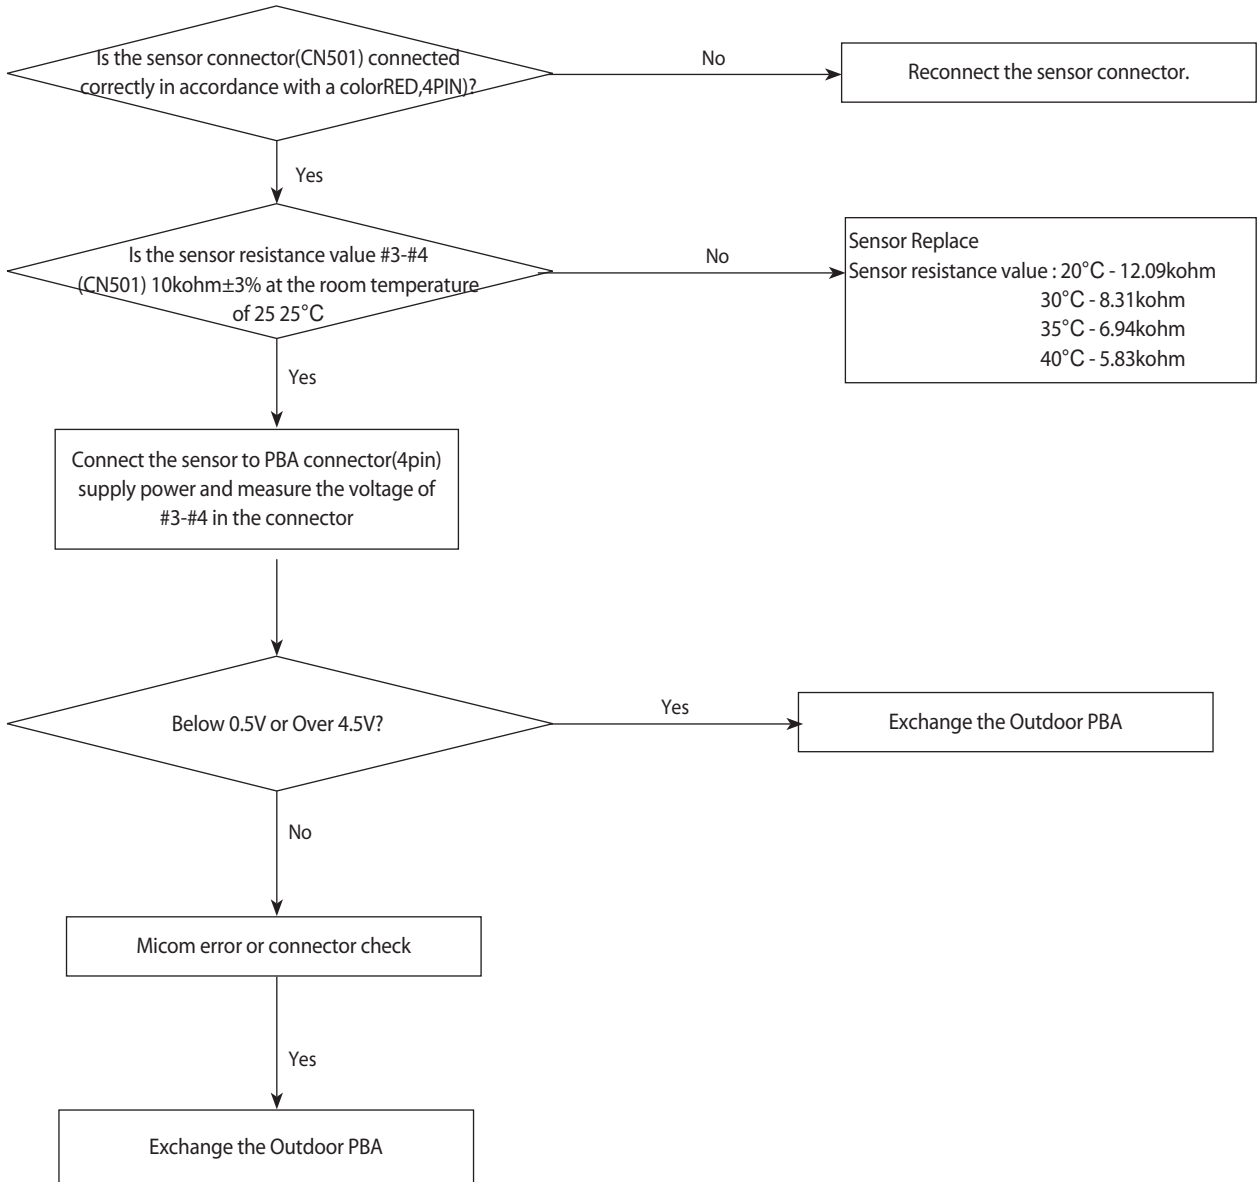 Is the sensor connector(CN501) connected
correctly in accordance with a colorRED,4PIN)?
No
Reconnect the sensor connector.
Yes
Is the sensor resistance value #3-#4
(CN501) 10kohm±3% at the room temperature
of 25 25°C
No
Sensor Replace
Sensor resistance value : 20°C - 12.09kohm
30°C - 8.31kohm
35°C - 6.94kohm
40°C - 5.83kohm
Yes
Connect the sensor to PBA connector(4pin)
supply power and measure the voltage of
#3-#4 in the connector
Below 0.5V or Over 4.5V?
Yes
Exchange the Outdoor PBA
No
Micom error or connector check
Yes
Exchange the Outdoor PBA